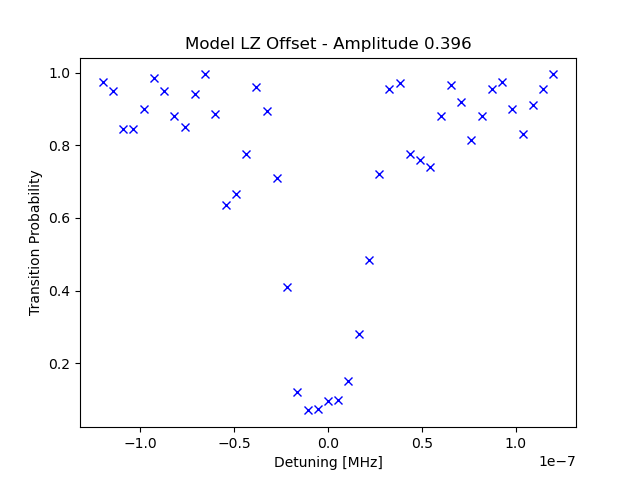 Model LZ Offset - Amplitude 0.396
Transition Probability
1.0
0.8
0.6
0.4
0.2
−1.0 −0.5 0.0 0.5 1.0
1e−7
Detuning [MHz]